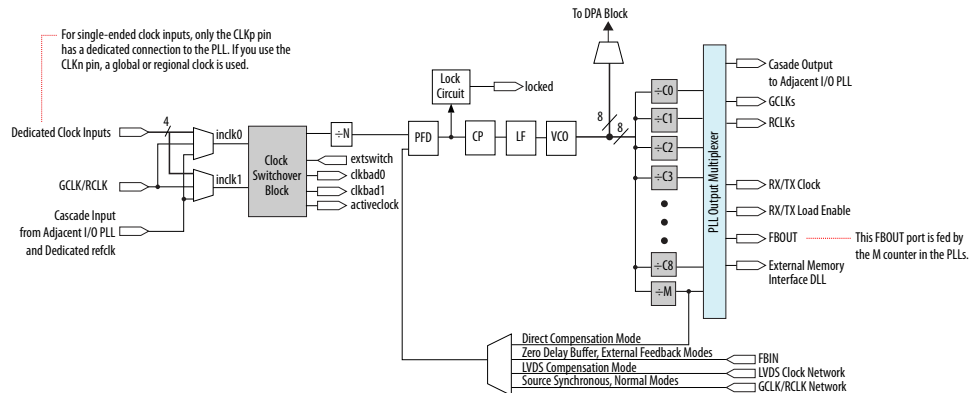 To DPA Block
For single-ended clock inputs, only the CLKp pin
has a dedicated connection to the PLL. If you use the
CLKn pin, a global or regional clock is used.
Lock
Circuit
locked
Casade Output
to Adjacent I/O PLL
÷C0
GCLKs
8
8
÷C1
RCLKs
4
Dedicated Clock Inputs
inclk0
÷N
PFD
CP
LF
VCO
÷C2
Clock
Switchover
Block
extswitch
clkbad0
clkbad1
activeclock
÷C3
PLL Output Multiplexer
GCLK/RCLK
inclk1
RX/TX Clock
RX/TX Load Enable
Cascade Input
from Adjacent I/O PLL
and Dedicated refclk
FBOUT
This FBOUT port is fed by
the M counter in the PLLs.
÷C8
External Memory
Interface DLL
÷M
Direct Compensation Mode
Zero Delay Buffer, External Feedback Modes
FBIN
LVDS Compensation Mode
LVDS Clock Network
Source Synchronous, Normal Modes
GCLK/RCLK Network